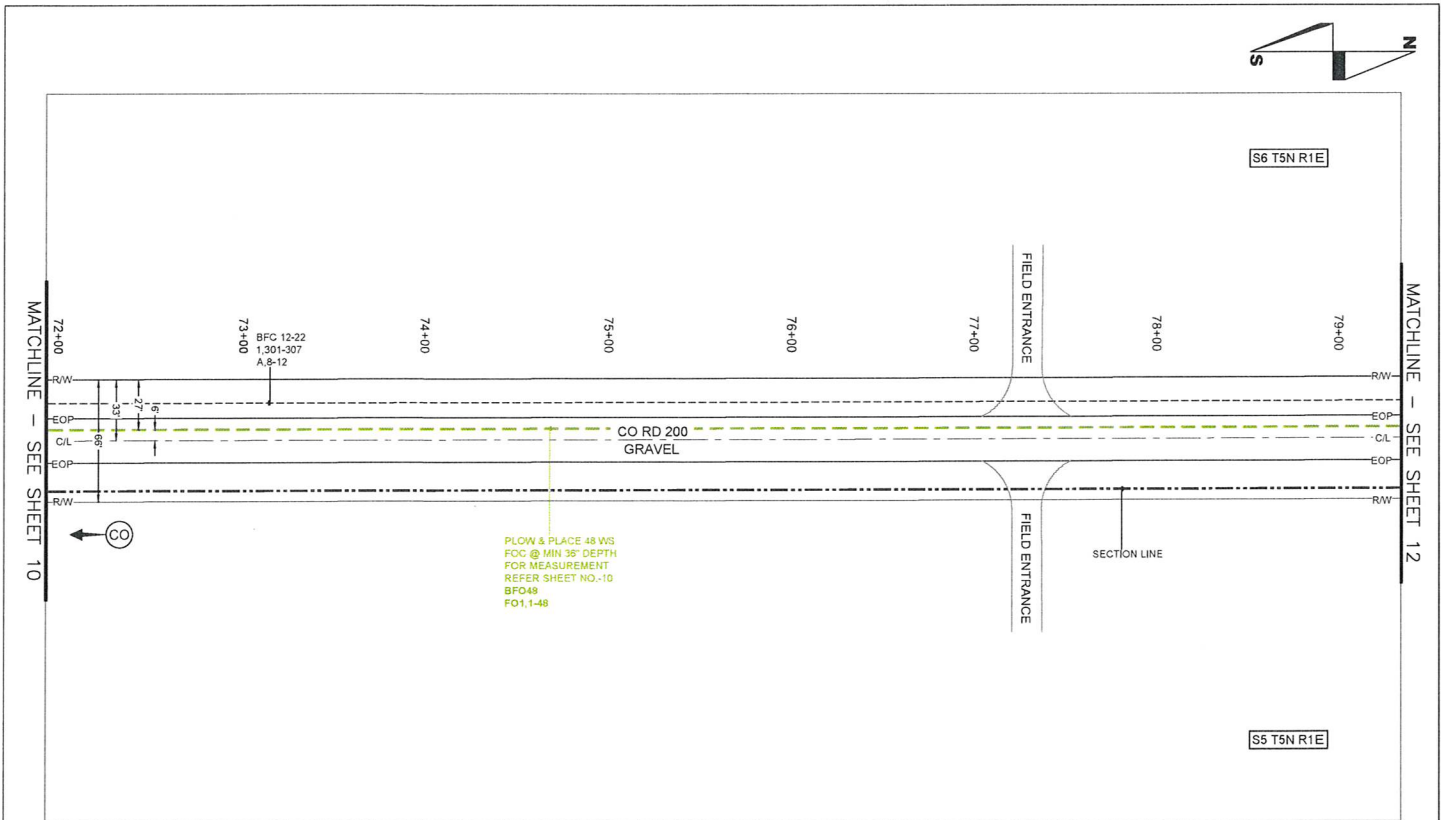 N
S
S6 T5N R1E
MATCHLINE - SEE SHEET 10
MATCHLINE - SEE SHEET 12
72+00
73+00
74+00
75+00
76+00
77+00
78+00
79+00
BFC 12-22
1,301-307
A,8-12
FIELD ENTRANCE
R/W
R/W
EOP
EOP
C/L
C/L
EOP
EOP
R/W
R/W
6'
27'
33'
66'
CO RD 200
GRAVEL
CO
PLOW & PLACE 48 WS
FOC @ MIN 36" DEPTH
FOR MEASUREMENT
REFER SHEET NO.-10
BFO48
FO1,1-48
FIELD ENTRANCE
SECTION LINE
S5 T5N R1E